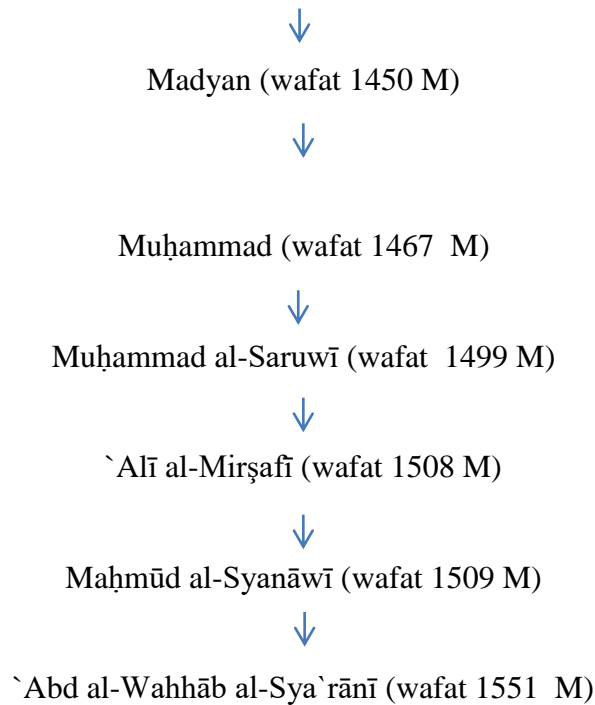 Madyan (wafat 1450 M)
Muḥammad (wafat 1467 M)
Muḥammad al-Saruwī (wafat 1499 M)
`Alī al-Mirşafī (wafat 1508 M)
Maḥmūd al-Syanāwī (wafat 1509 M)
`Abd al-Wahhāb al-Sya`rānī (wafat 1551 M)